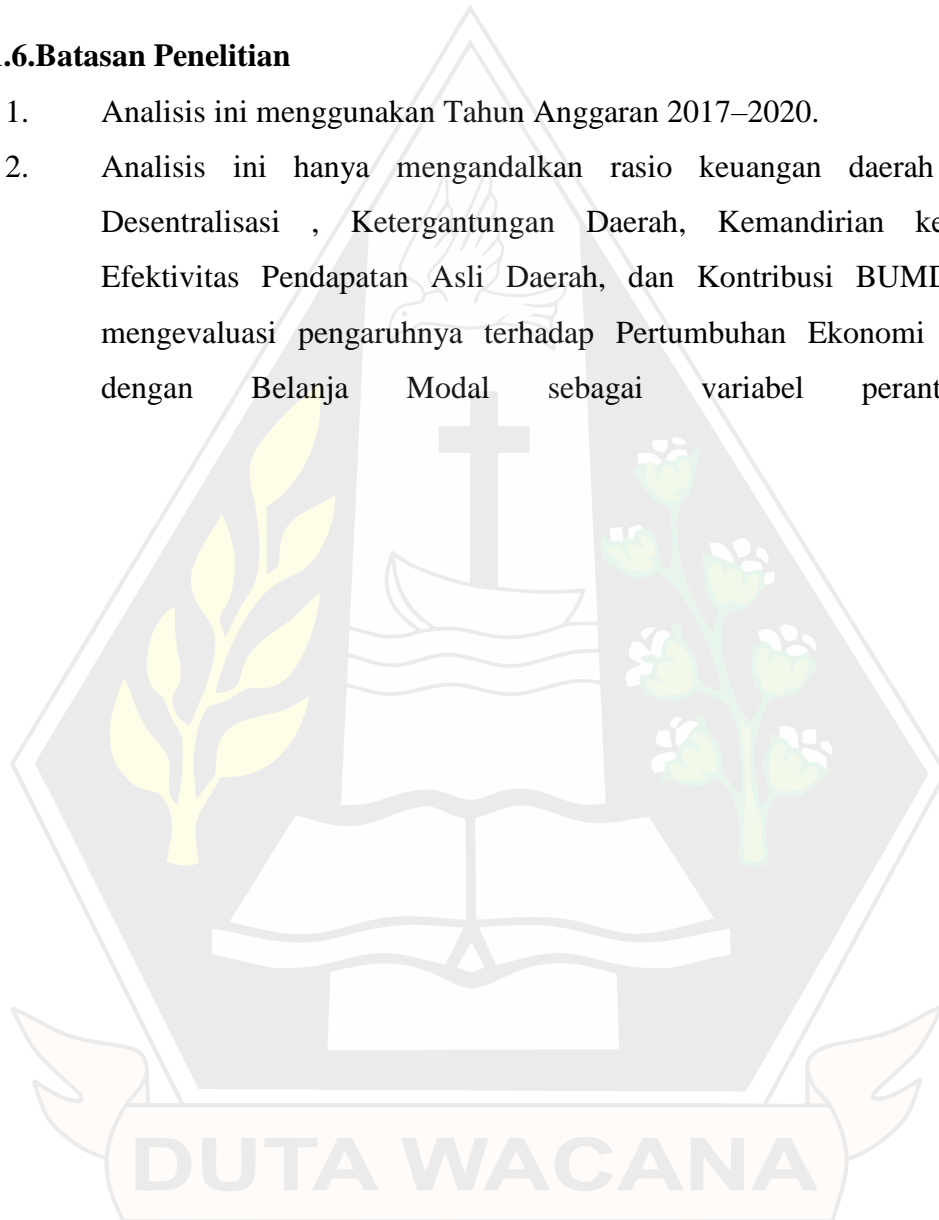 .6.Batasan Penelitian
1. Analisis ini menggunakan Tahun Anggaran 2017–2020.
2. Analisis ini hanya mengandalkan rasio keuangan daerah
Desentralisasi , Ketergantungan Daerah, Kemandirian
Efektivitas Pendapatan Asli Daerah, dan Kontribusi BUMD
mengevaluasi pengaruhnya terhadap Pertumbuhan Ekonomi
dengan Belanja Modal sebagai variabel
DUTA WACANA